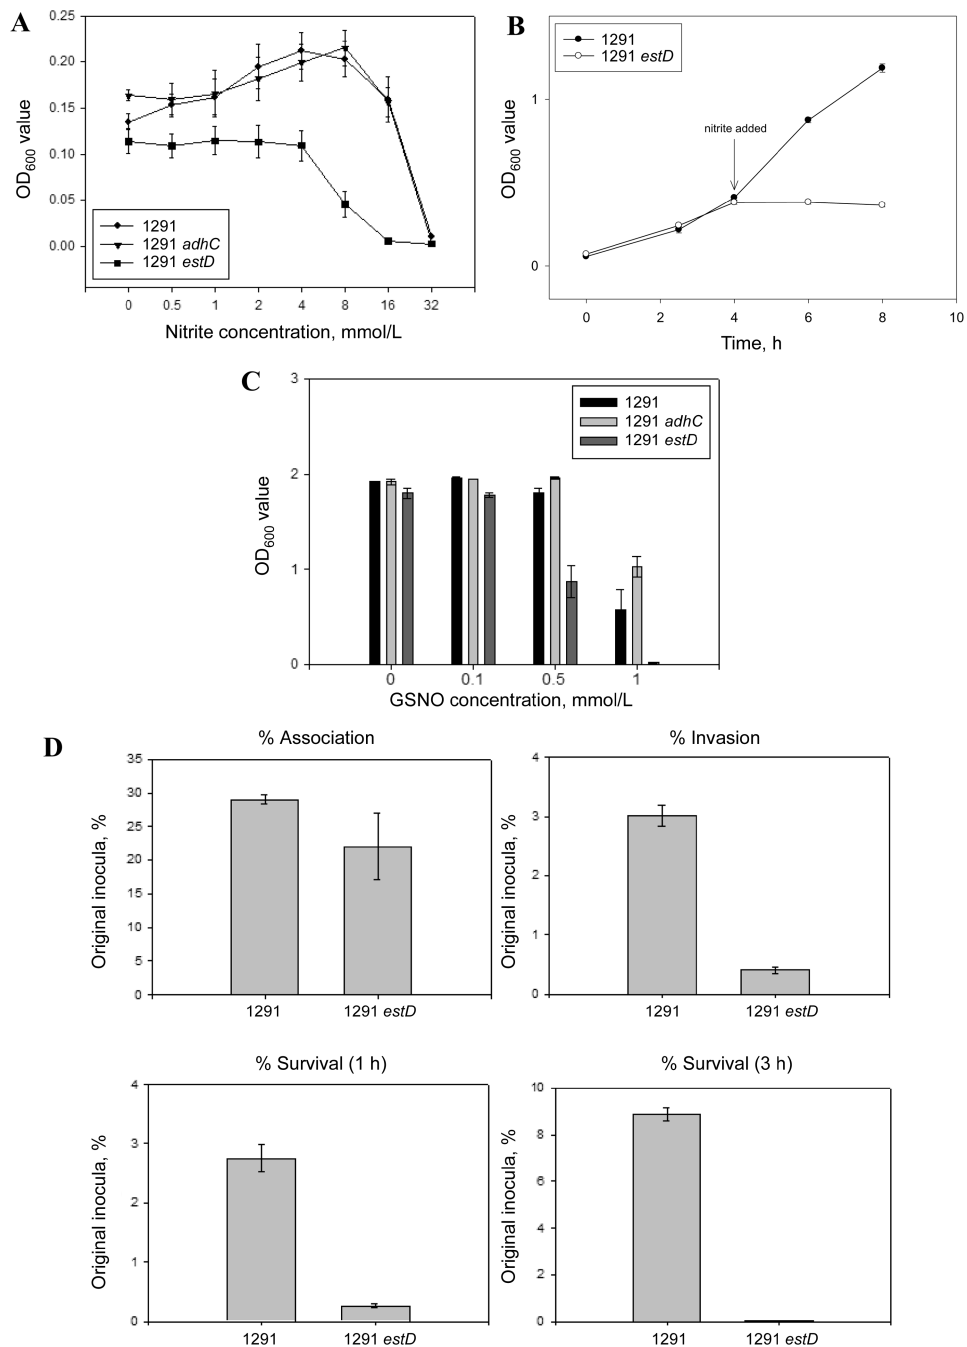 A
0.25
0.20
0.15
0.10
0.05
0.00
OD600 value
1291
1291 adhC
1291 estD
0 0.5 1 2 4 8 16 32
Nitrite concentration, mmol/L
B
1291
1291 estD
1
0
OD600 value
nitrite added
0 2 4 6 8 10
Time, h
C
3
2
1
0
OD600 value
1291
1291 adhC
1291 estD
0 0.1 0.5 1
GSNO concentration, mmol/L
D
% Association
35
30
25
20
15
10
5
0
Original inocula, %
1291 1291 estD
% Invasion
4
3
2
1
0
Original inocula, %
1291 1291 estD
% Survival (1 h)
4
3
2
1
0
Original inocula, %
1291 1291 estD
% Survival (3 h)
10
8
6
4
2
0
Original inocula, %
1291 1291 estD